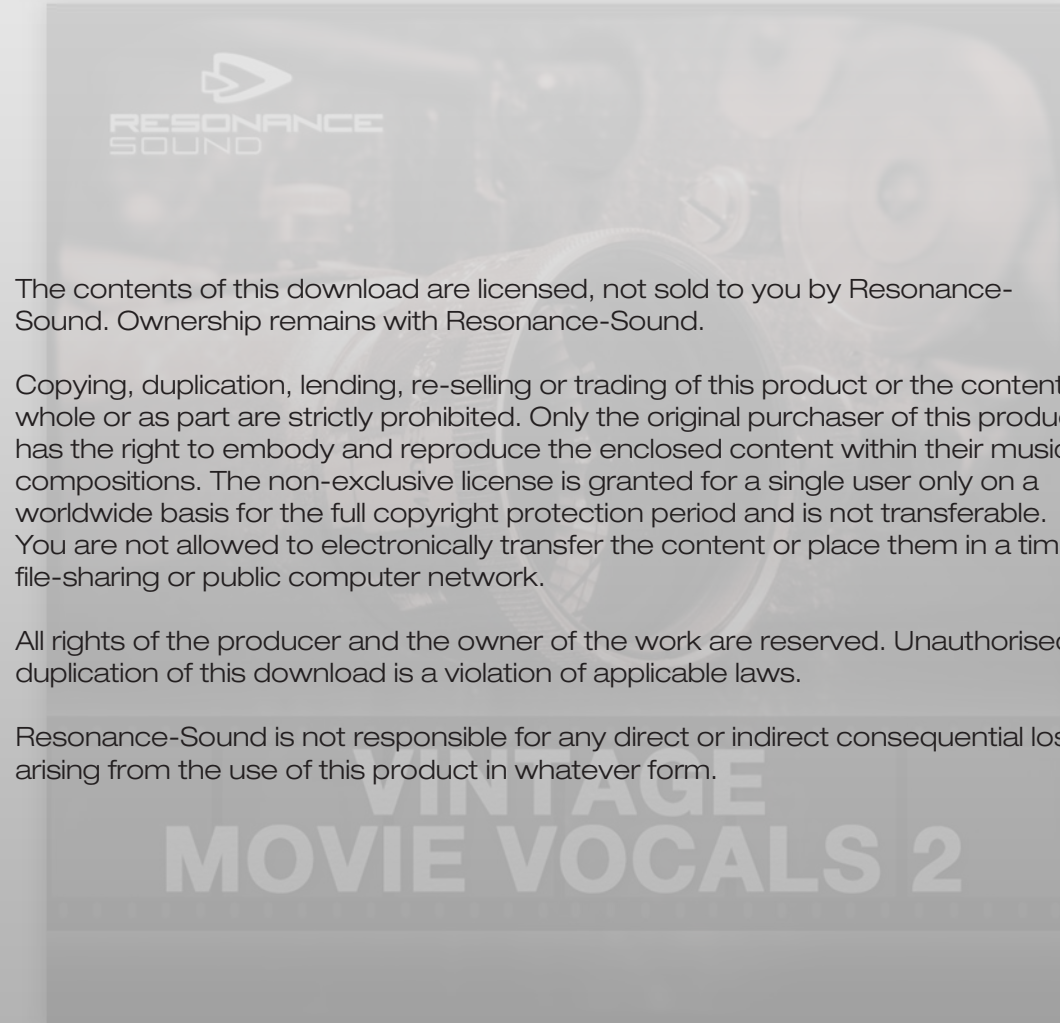 RESONANCE
SOUND
The contents of this download are licensed, not sold to you by Resonance-
Sound. Ownership remains with Resonance-Sound.
Copying, duplication, lending, re-selling or trading of this product or the content
whole or as part are strictly prohibited. Only the original purchaser of this produc
has the right to embody and reproduce the enclosed content within their music
compositions. The non-exclusive license is granted for a single user only on a
worldwide basis for the full copyright protection period and is not transferable.
You are not allowed to electronically transfer the content or place them in a tim
file-sharing or public computer network.
All rights of the producer and the owner of the work are reserved. Unauthorised
duplication of this download is a violation of applicable laws.
Resonance-Sound is not responsible for any direct or indirect consequential los
arising from the use of this product in whatever form.
VINTAGE
MOVIE VOCALS 2